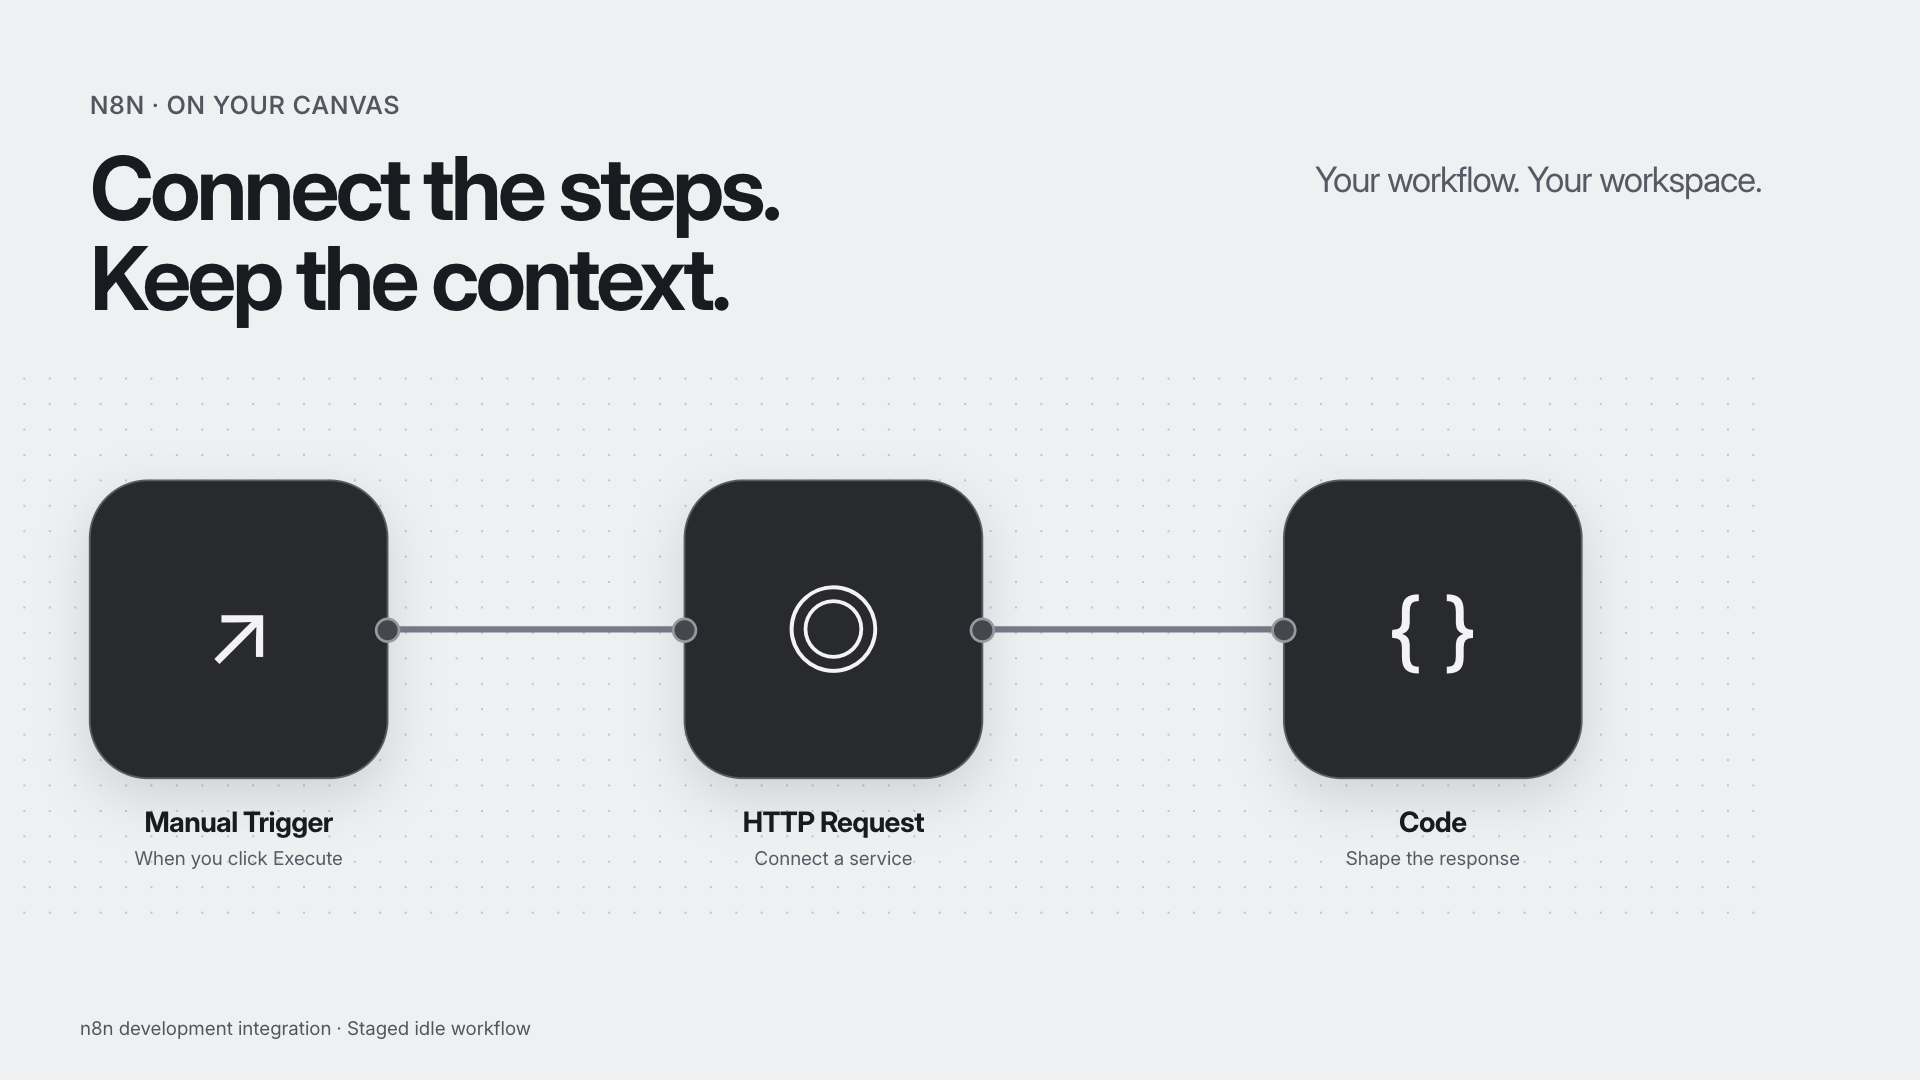 N8N · ON YOUR CANVAS
Connect the steps.
Keep the context.
Your workflow. Your workspace.
{ }
Manual Trigger
When you click Execute
HTTP Request
Connect a service
Code
Shape the response
n8n development integration · Staged idle workflow